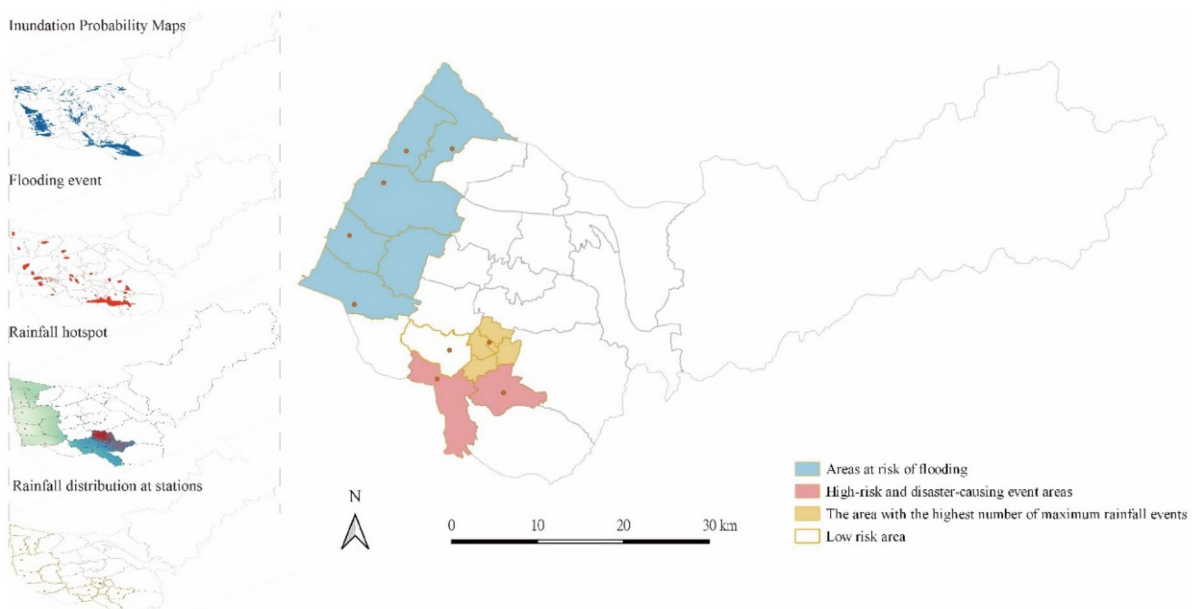 Inundation Probability Maps
Flooding event
Rainfall hotspot
Rainfall distribution at stations
N
0 10 20 30 km
Areas at risk of flooding
High-risk and disaster-causing event areas
The area with the highest number of maximum rainfall events
Low risk area